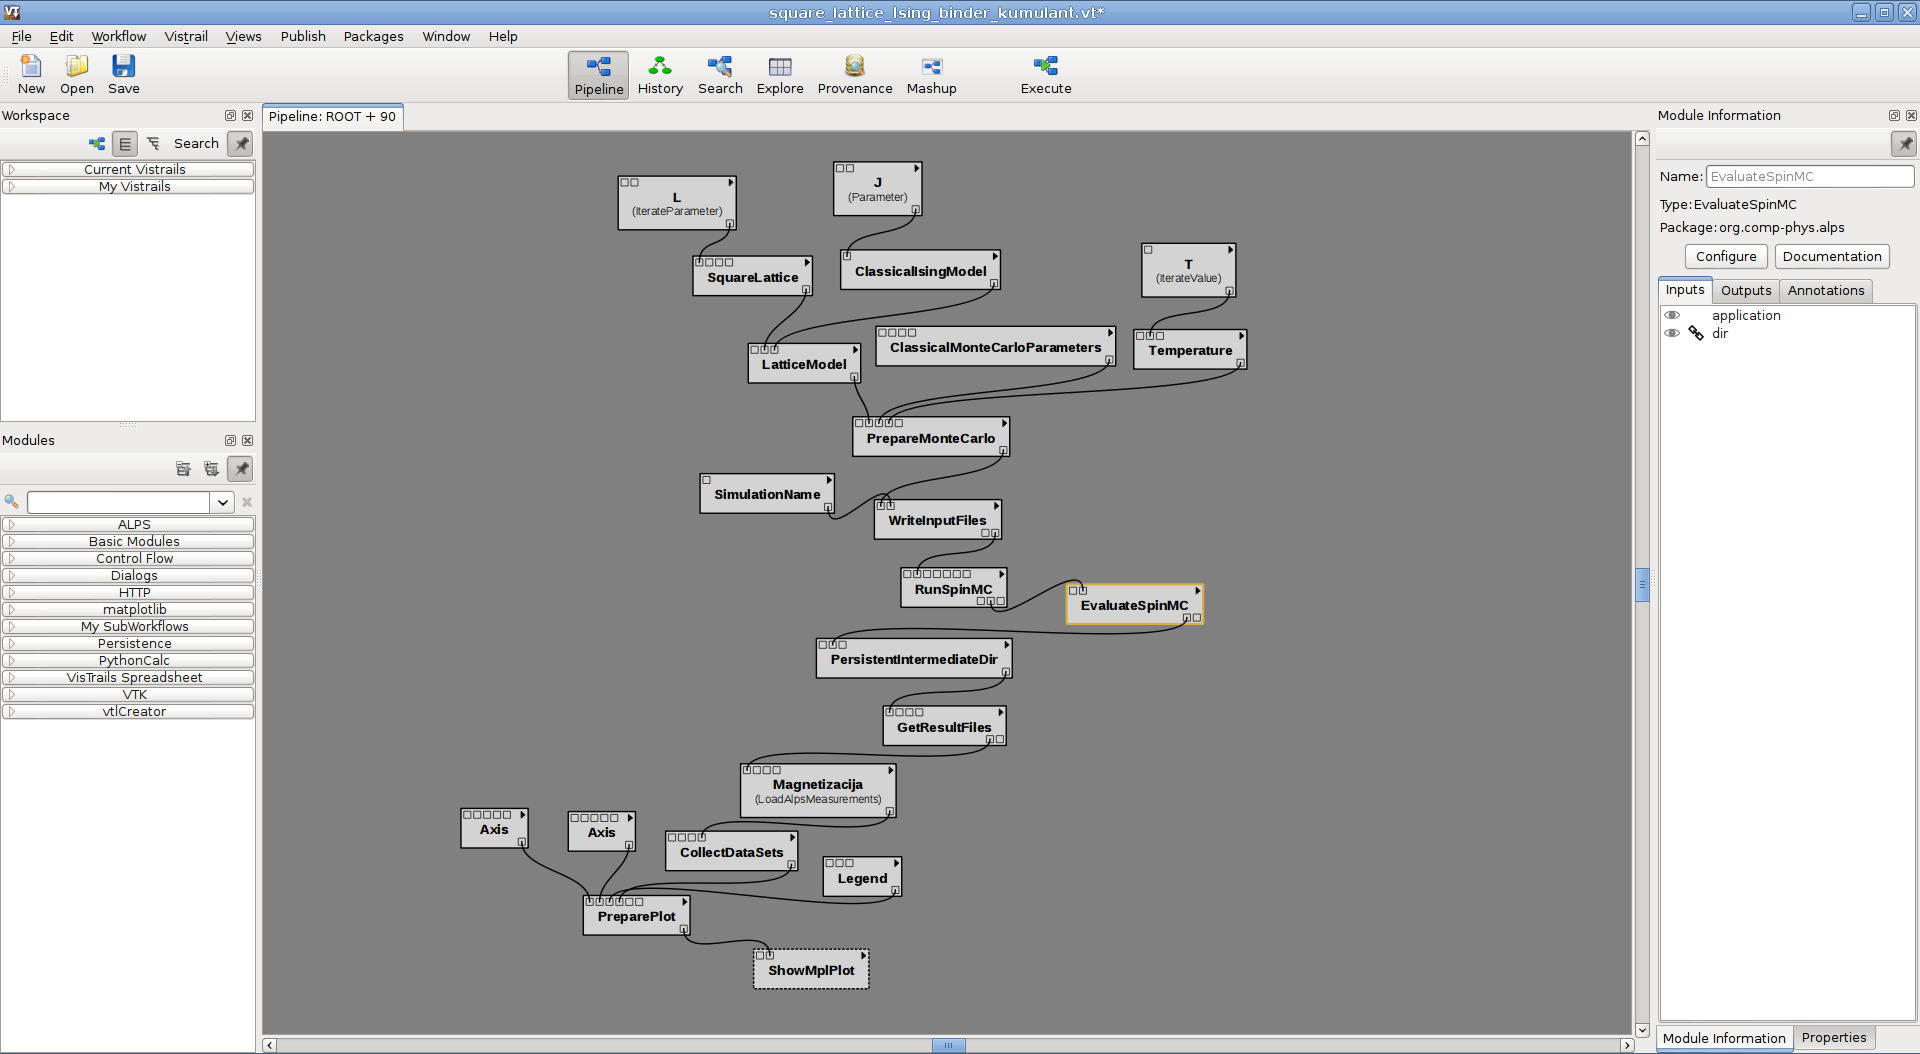 square_lattice_Ising_binder_kumulant.vt*
File Edit Workflow Vistrail Views Publish Packages Window Help
New Open Save Pipeline History Search Explore Provenance Mashup Execute
Workspace
Search
Current Vistrails
My Vistrails
Modules
ALPS
Basic Modules
Control Flow
Dialogs
HTTP
matplotlib
My SubWorkflows
Persistence
PythonCalc
VisTrails Spreadsheet
VTK
vtlCreator
Pipeline: ROOT + 90
L
(IterateParameter)
J
(Parameter)
SquareLattice
ClassicalIsingModel
T
(IterateValue)
LatticeModel
ClassicalMonteCarloParameters
Temperature
PrepareMonteCarlo
SimulationName
WriteInputFiles
RunSpinMC
EvaluateSpinMC
PersistentIntermediateDir
GetResultFiles
Magnetizacija
(LoadAlpsMeasurements)
Axis
Axis
CollectDataSets
Legend
PreparePlot
ShowMplPlot
Module Information
Name: EvaluateSpinMC
Type: EvaluateSpinMC
Package: org.comp-phys.alps
Configure Documentation
Inputs Outputs Annotations
application
dir
Module Information Properties